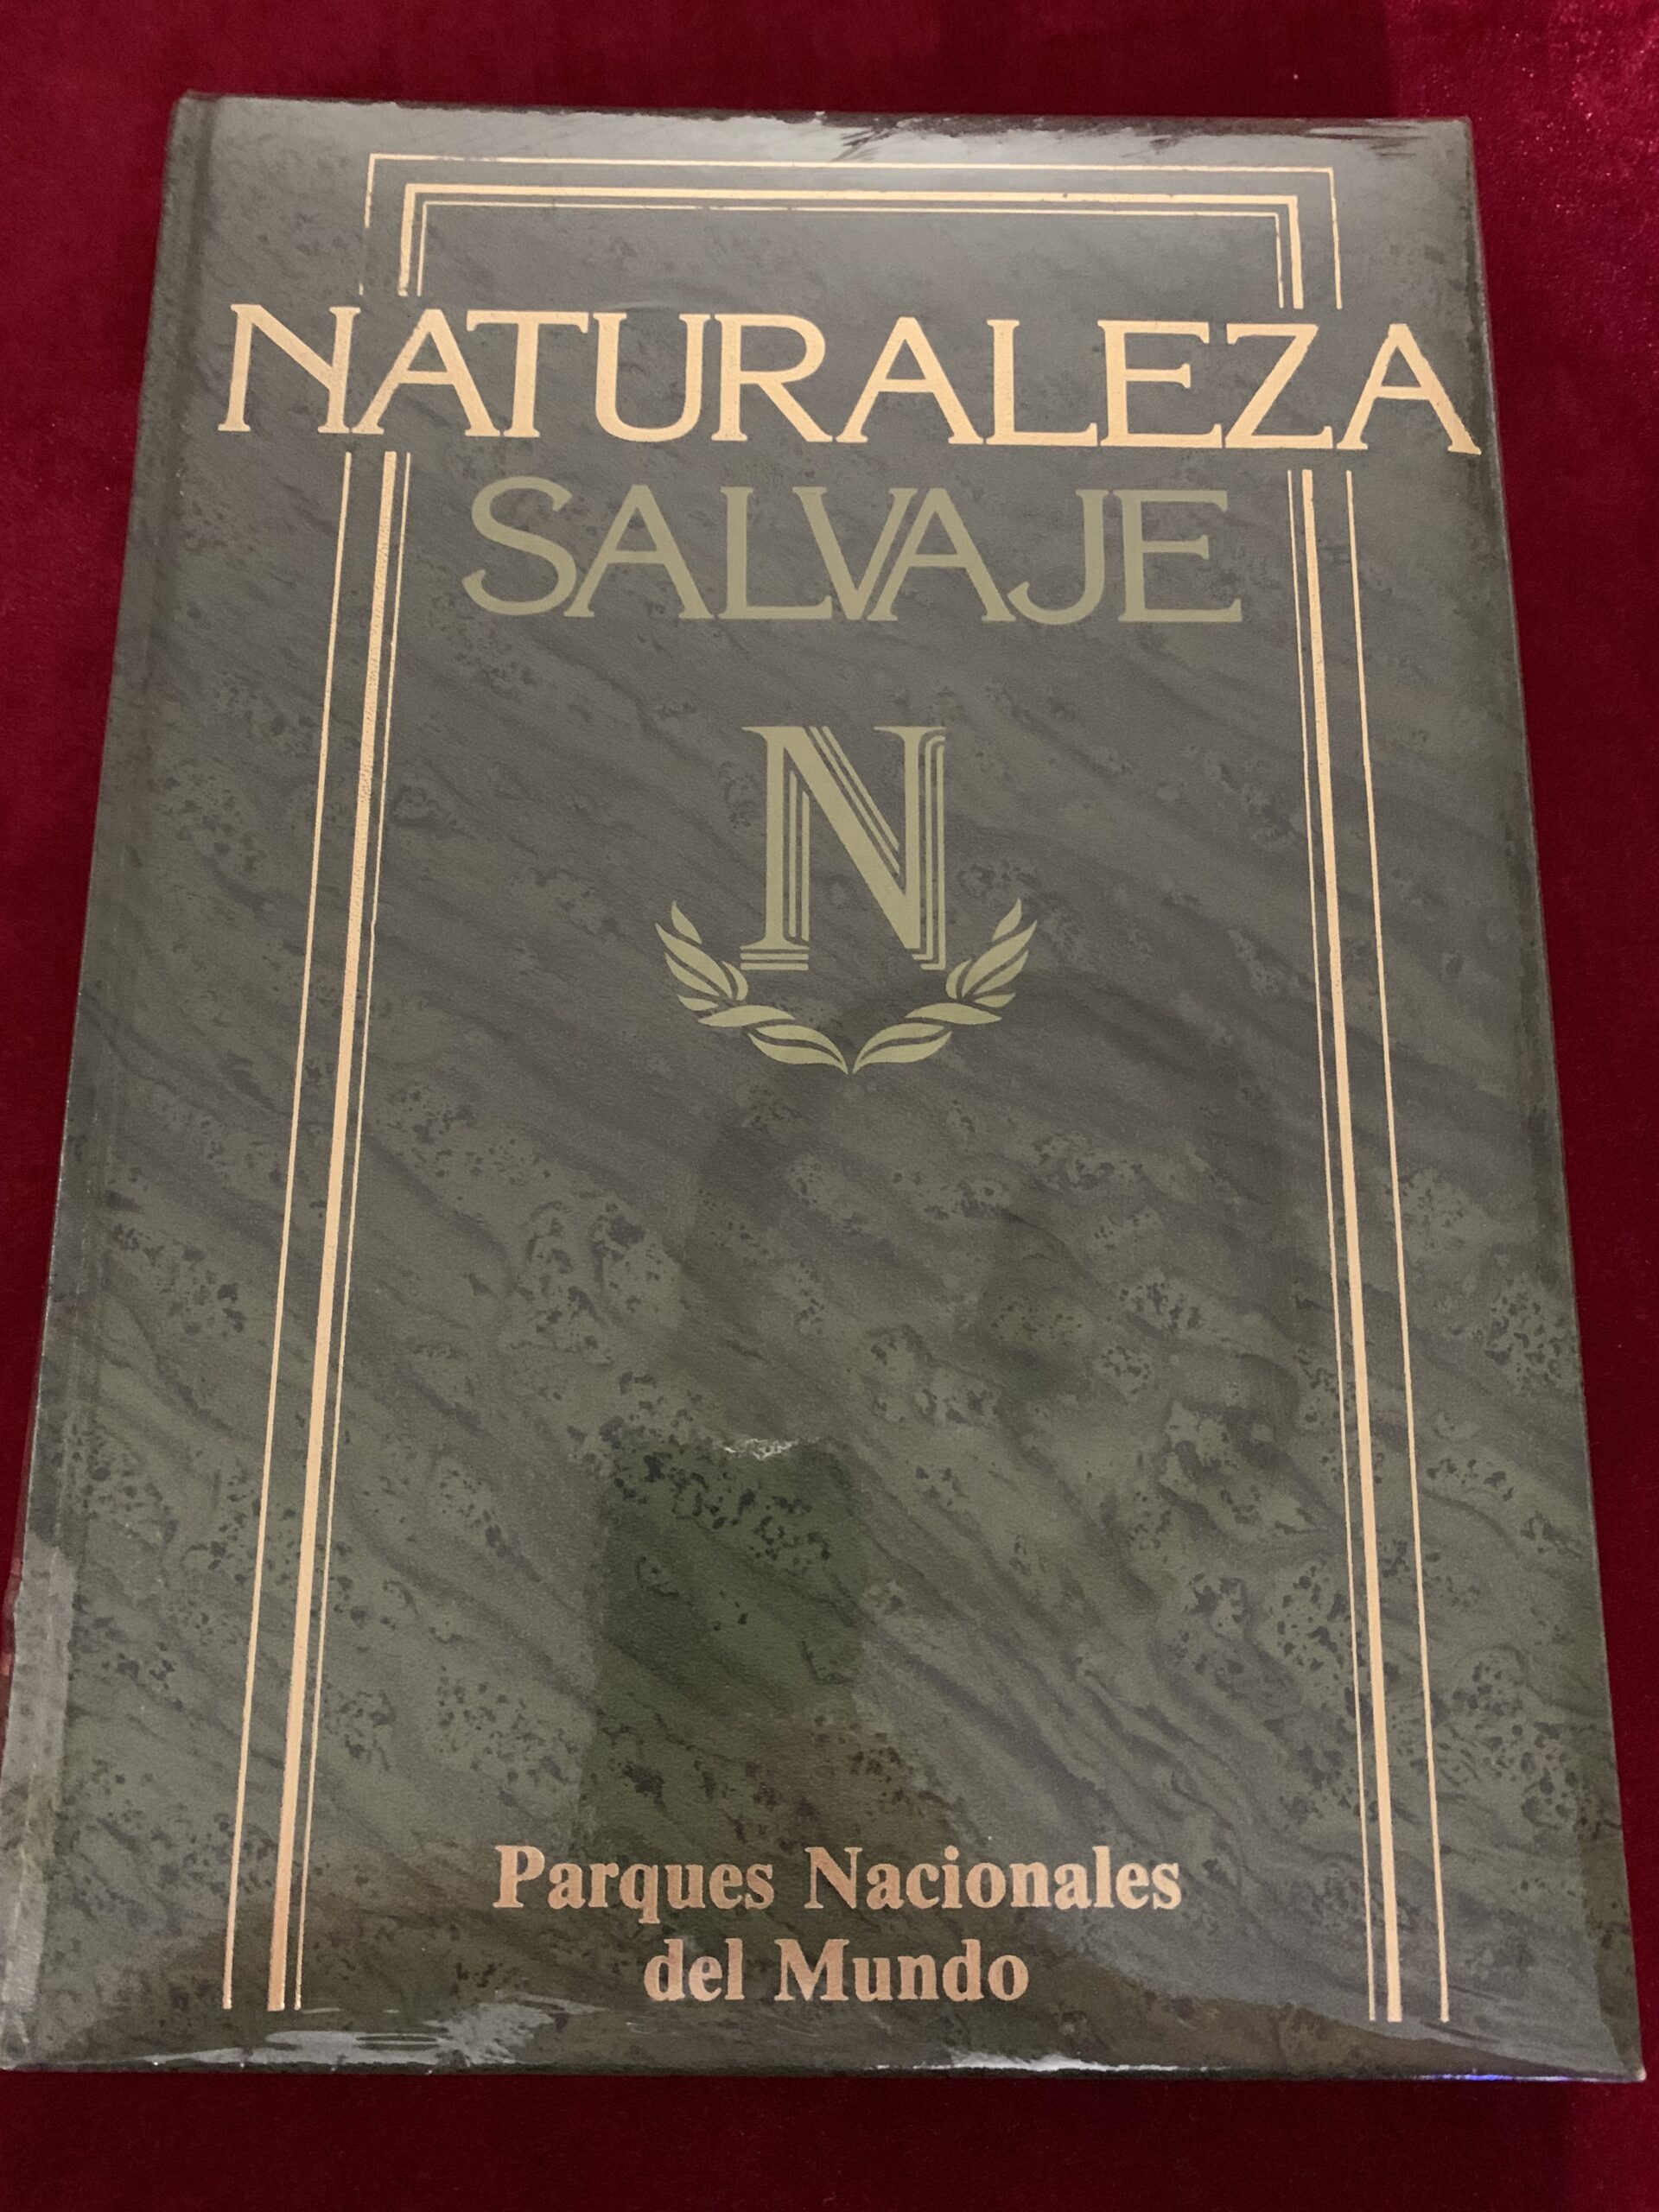 NATURALEZA
SALVAJE
N
Parques Nacionales
del Mundo